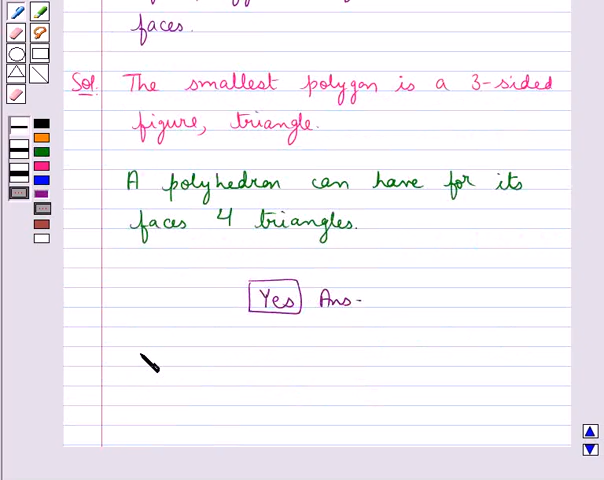 faces.
Sol. The smallest polygon is a 3-sided
figure, triangle.
A polyhedron can have for its
faces 4 triangles.
Yes Ans-